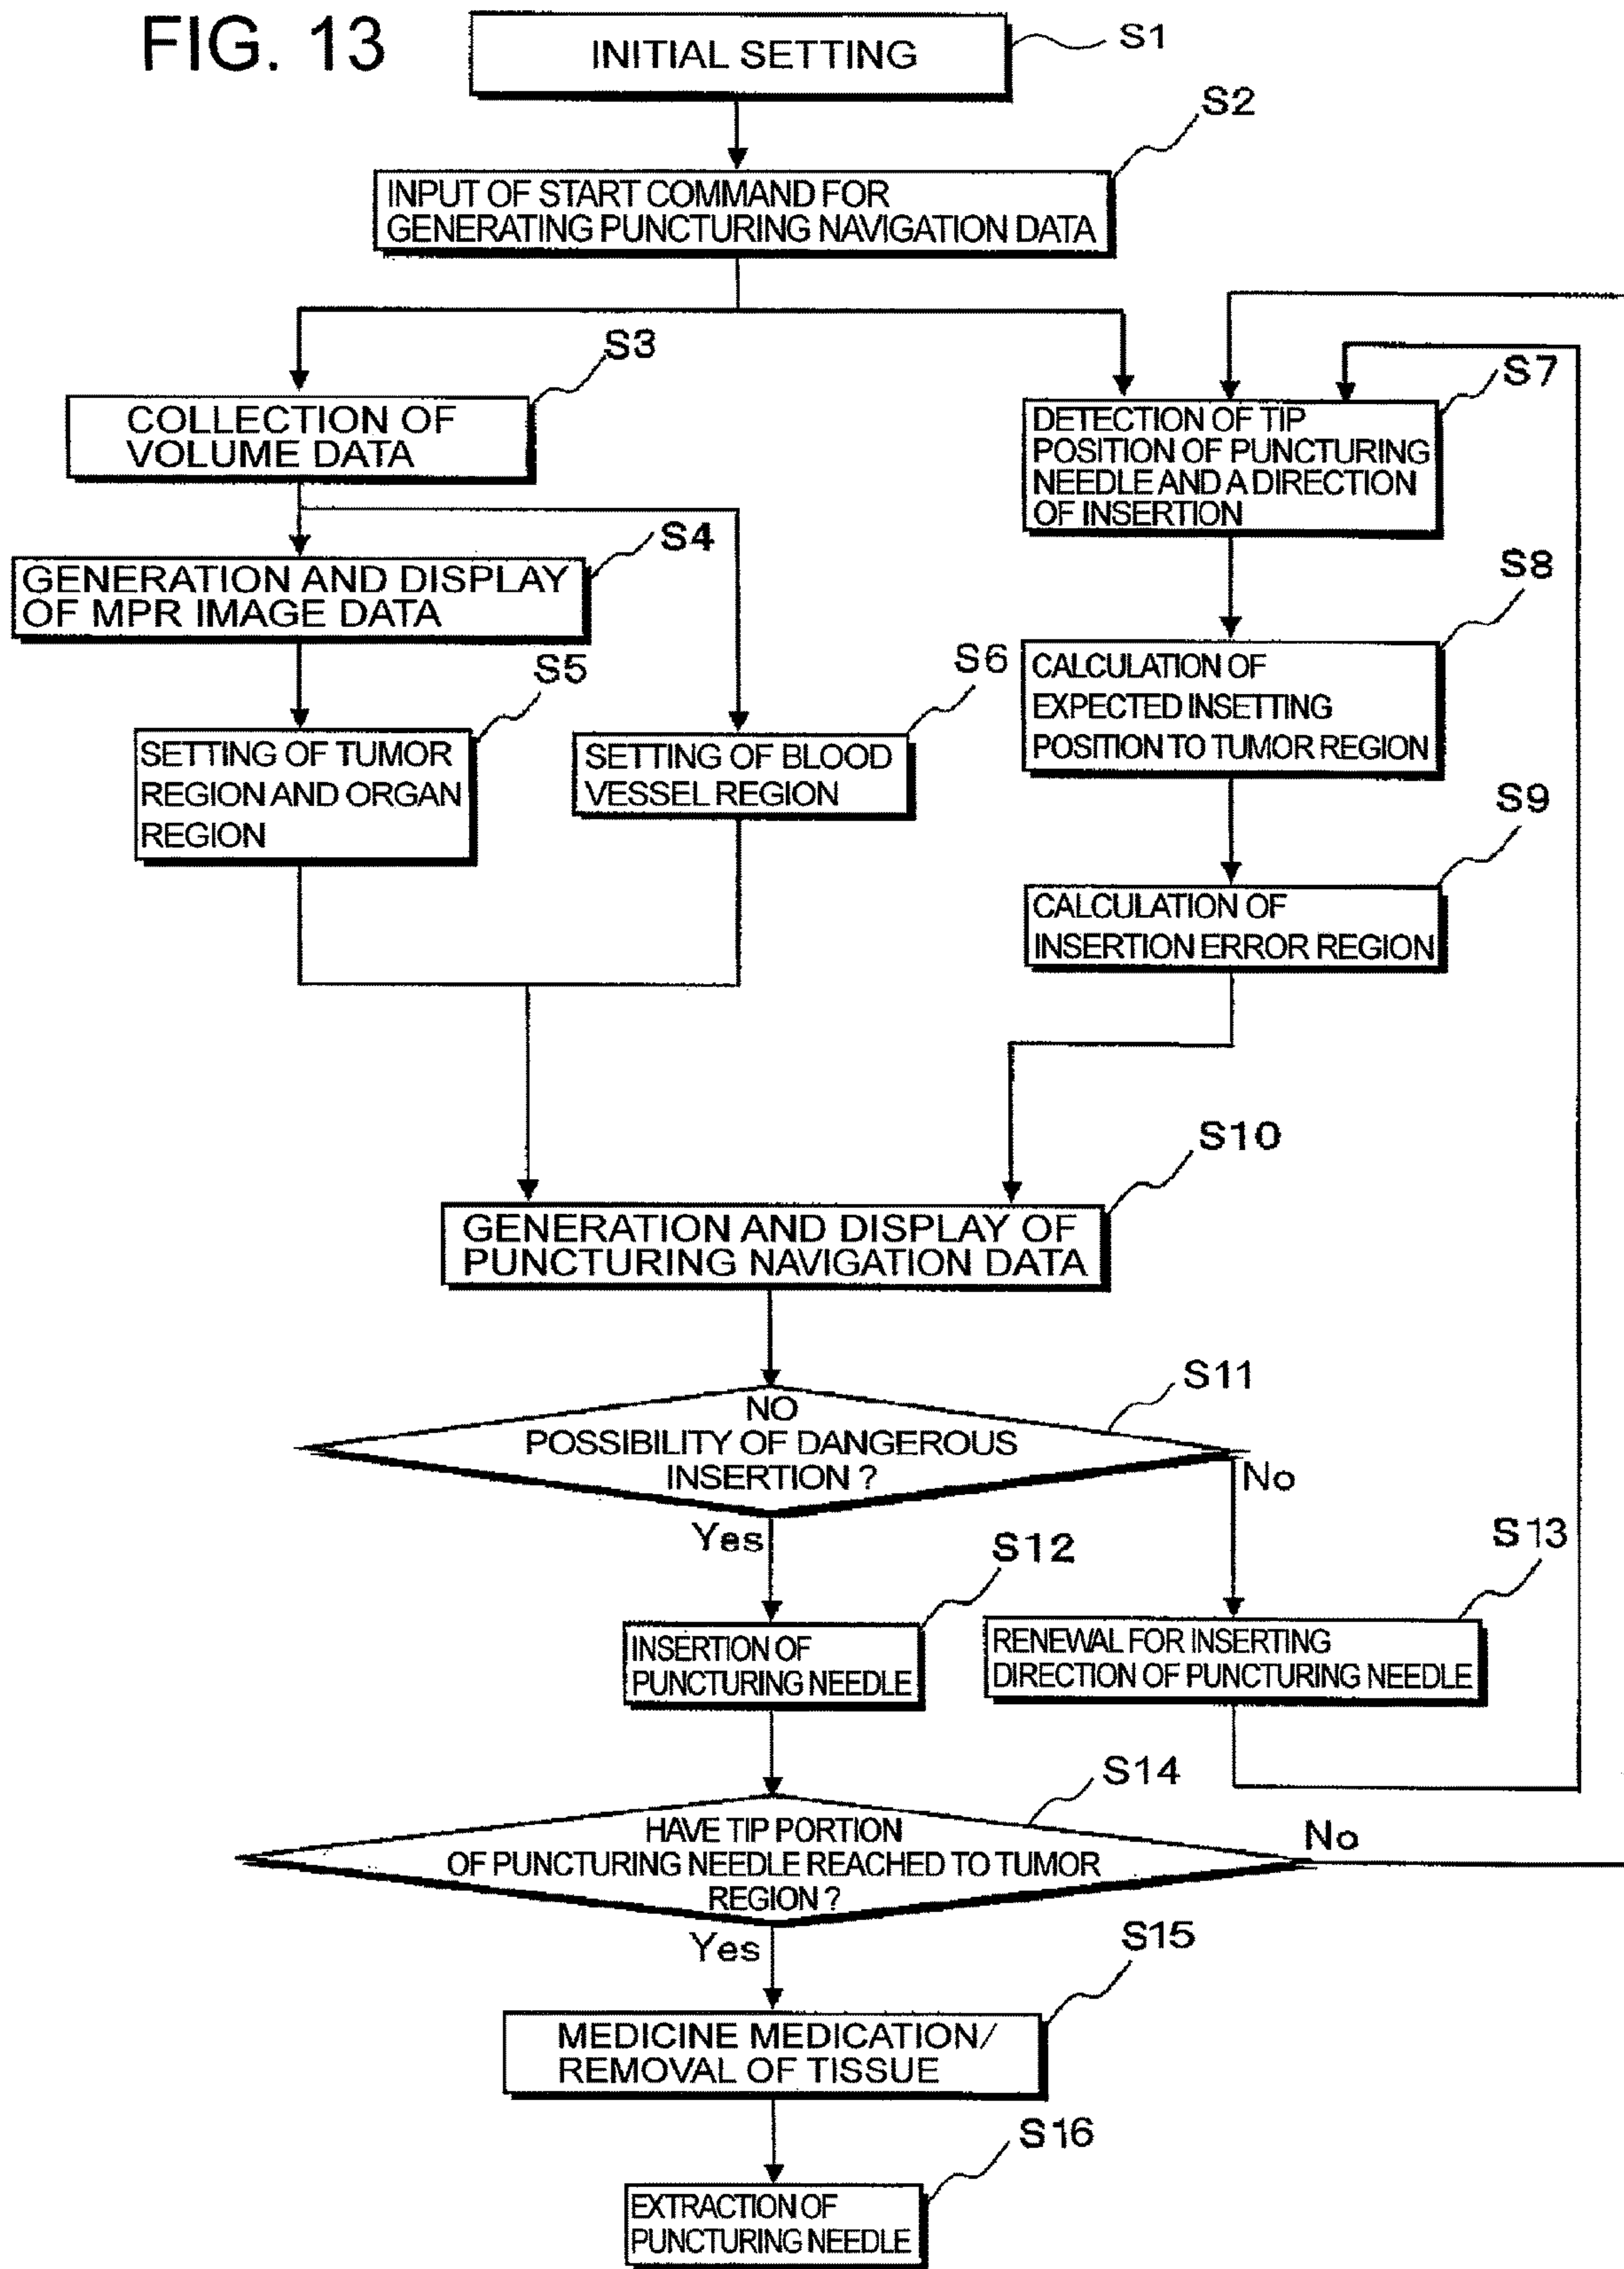 FIG. 13
INITIAL SETTING
S1
S2
INPUT OF START COMMAND FOR
GENERATING PUNCTURING NAVIGATION DATA
S3
COLLECTION OF
VOLUME DATA
S7
DETECTION OF TIP
POSITION OF PUNCTURING
NEEDLE AND A DIRECTION
OF INSERTION
S4
GENERATION AND DISPLAY
OF MPR IMAGE DATA
S8
CALCULATION OF
EXPECTED INSETTING
POSITION TO TUMOR REGION
S5
SETTING OF TUMOR
REGION AND ORGAN
REGION
S6
SETTING OF BLOOD
VESSEL REGION
S9
CALCULATION OF
INSERTION ERROR REGION
S10
GENERATION AND DISPLAY OF
PUNCTURING NAVIGATION DATA
S11
NO
POSSIBILITY OF DANGEROUS
INSERTION ?
No
Yes
S12
INSERTION OF
PUNCTURING NEEDLE
S13
RENEWAL FOR INSERTING
DIRECTION OF PUNCTURING NEEDLE
S14
HAVE TIP PORTION
OF PUNCTURING NEEDLE REACHED TO TUMOR
REGION ?
No
Yes
S15
MEDICINE MEDICATION/
REMOVAL OF TISSUE
S16
EXTRACTION OF
PUNCTURING NEEDLE